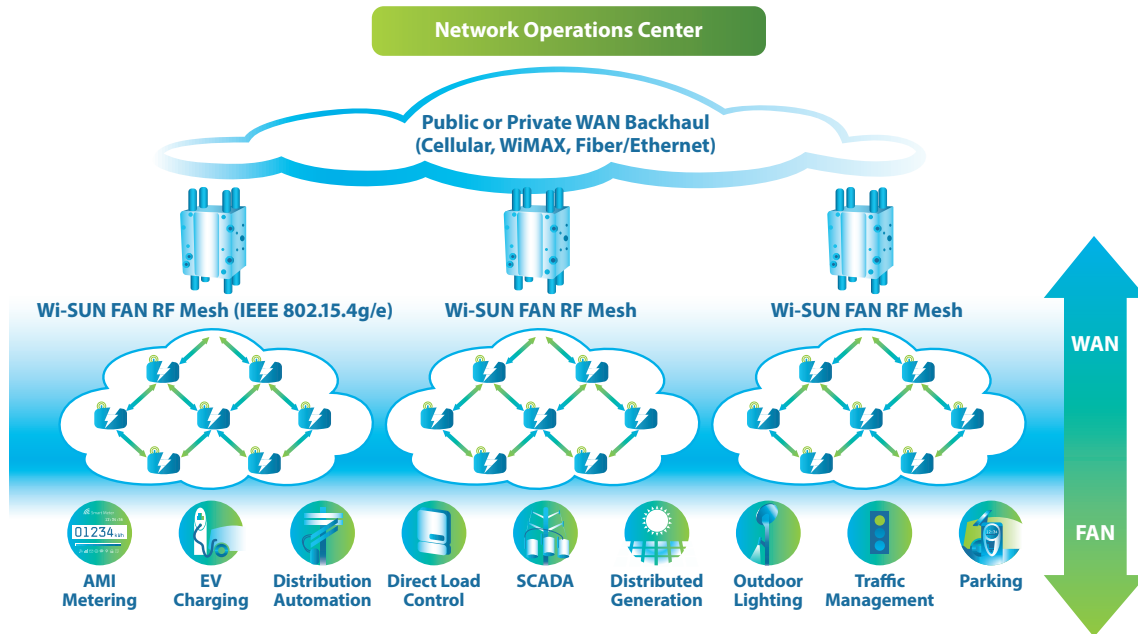 Network Operations Center
Public or Private WAN Backhaul
(Cellular, WiMAX, Fiber/Ethernet)
Wi-SUN FAN RF Mesh (IEEE 802.15.4g/e)
Wi-SUN FAN RF Mesh
Wi-SUN FAN RF Mesh
WAN
FAN
01234 kWh
AMI
Metering
EV
Charging
Distribution
Automation
Direct Load
Control
SCADA
Distributed
Generation
Outdoor
Lighting
Traffic
Management
Parking